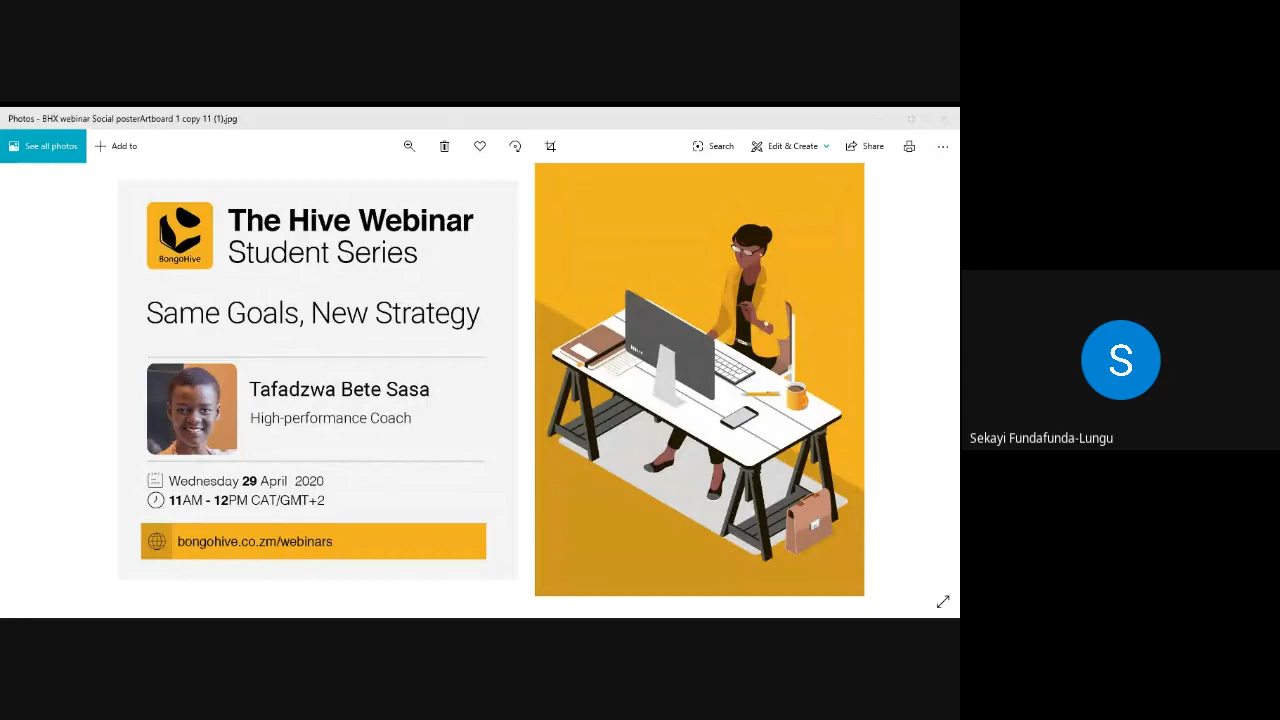 Photos - BHX webinar Social posterArtboard 1 copy 11 (1).jpg
See all photos
Add to
Search
Edit & Create
Share
BongoHive
The Hive Webinar
Student Series
Same Goals, New Strategy
Tafadzwa Bete Sasa
High-performance Coach
Wednesday 29 April 2020
11AM - 12PM CAT/GMT+2
bongohive.co.zm/webinars
S
Sekayi Fundafunda-Lungu